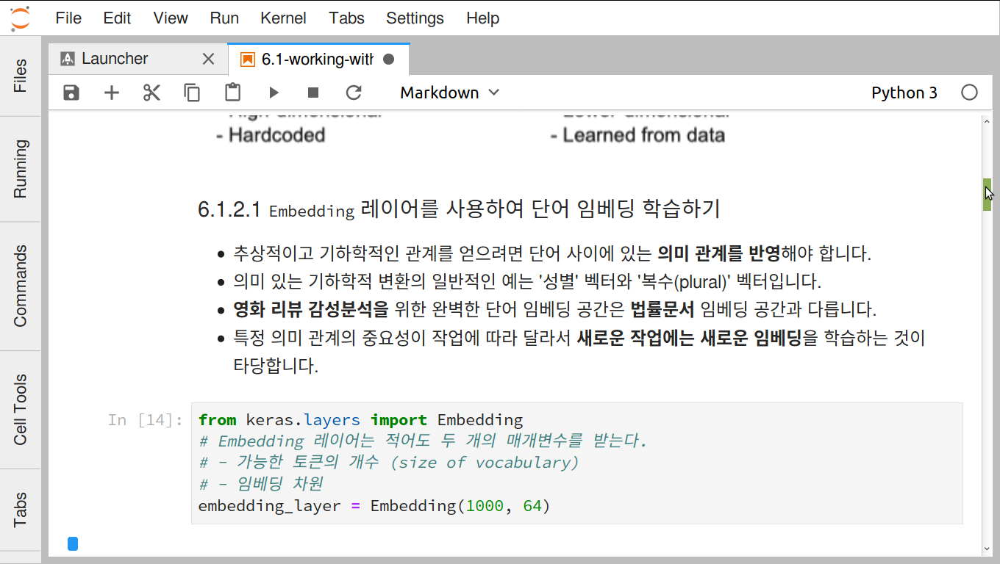 File Edit View Run Kernel Tabs Settings Help
Files
Running
Commands
Cell Tools
Tabs
Launcher
6.1-working-with
Markdown
Python 3
- Hardcoded
- Learned from data
6.1.2.1 Embedding 레이어를 사용하여 단어 임베딩 학습하기
추상적이고 기하학적인 관계를 얻으려면 단어 사이에 있는 의미 관계를 반영해야 합니다.
의미 있는 기하학적 변환의 일반적인 예는 '성별' 벡터와 '복수(plural)' 벡터입니다.
영화 리뷰 감성분석을 위한 완벽한 단어 임베딩 공간은 법률문서 임베딩 공간과 다릅니다.
특정 의미 관계의 중요성이 작업에 따라 달라서 새로운 작업에는 새로운 임베딩을 학습하는 것이
타당합니다.
In [14]:
from keras.layers import Embedding
# Embedding 레이어는 적어도 두 개의 매개변수를 받는다.
# - 가능한 토큰의 개수 (size of vocabulary)
# - 임베딩 차원
embedding_layer = Embedding(1000, 64)